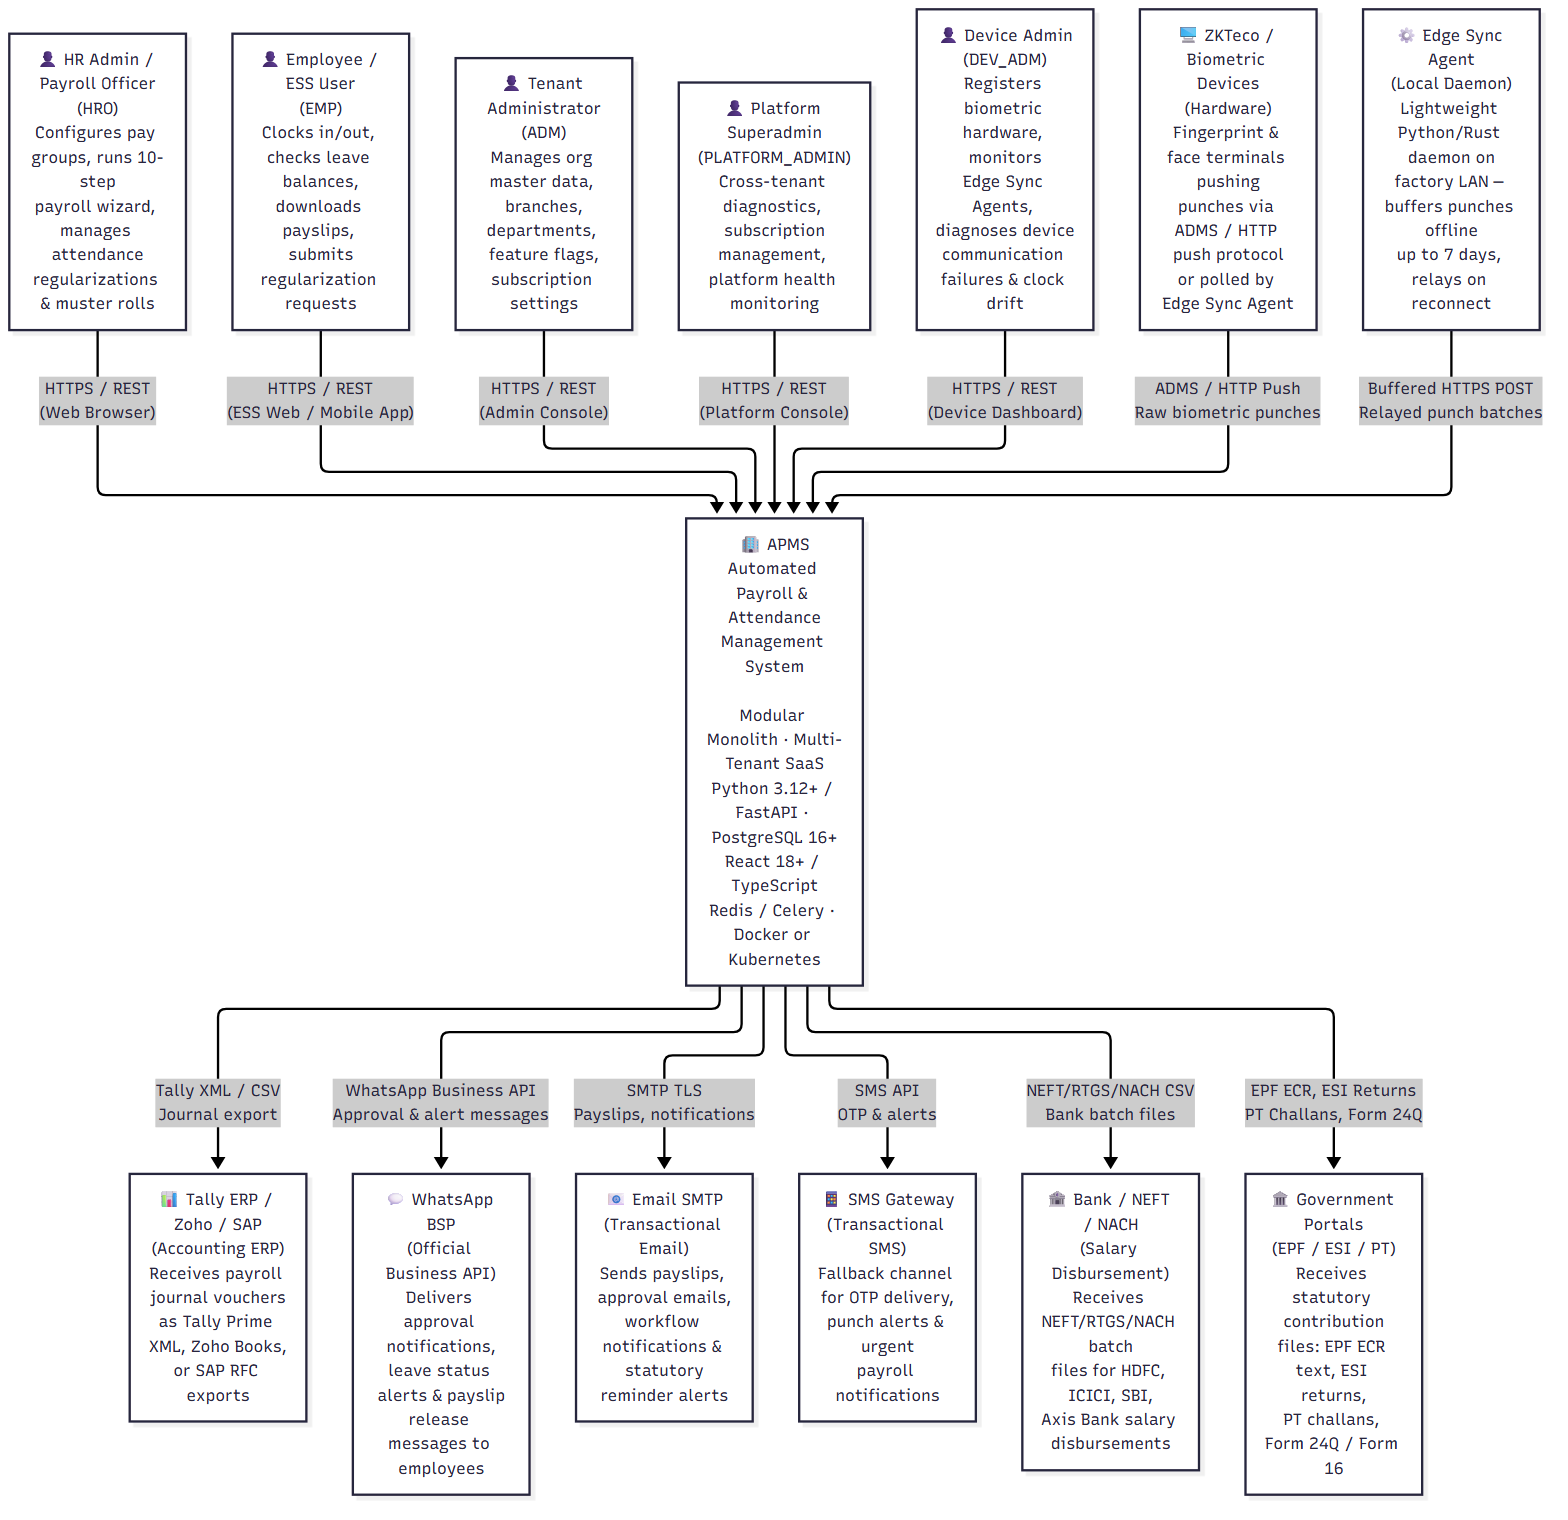 HR Admin /
Payroll Officer
(HRO)
Configures pay
groups, runs 10-
step
payroll wizard,
manages
attendance
regularizations
& muster rolls
Employee /
ESS User
(EMP)
Clocks in/out,
checks leave
balances,
downloads
payslips,
submits
regularization
requests
Tenant
Administrator
(ADM)
Manages org
master data,
branches,
departments,
feature flags,
subscription
settings
Platform
Superadmin
(PLATFORM_ADMIN)
Cross-tenant
diagnostics,
subscription
management,
platform health
monitoring
Device Admin
(DEV_ADM)
Registers
biometric
hardware,
monitors
Edge Sync
Agents,
diagnoses device
communication
failures & clock
drift
ZKTeco /
Biometric
Devices
(Hardware)
Fingerprint &
face terminals
pushing
punches via
ADMS / HTTP
push protocol
or polled by
Edge Sync Agent
Edge Sync
Agent
(Local Daemon)
Lightweight
Python/Rust
daemon on
factory LAN —
buffers punches
offline
up to 7 days,
relays on
reconnect
HTTPS / REST
(Web Browser)
HTTPS / REST
(ESS Web / Mobile App)
HTTPS / REST
(Admin Console)
HTTPS / REST
(Platform Console)
HTTPS / REST
(Device Dashboard)
ADMS / HTTP Push
Raw biometric punches
Buffered HTTPS POST
Relayed punch batches
APMS
Automated
Payroll &
Attendance
Management
System
Modular
Monolith · Multi-
Tenant SaaS
Python 3.12+ /
FastAPI ·
PostgreSQL 16+
React 18+ /
TypeScript
Redis / Celery ·
Docker or
Kubernetes
Tally XML / CSV
Journal export
WhatsApp Business API
Approval & alert messages
SMTP TLS
Payslips, notifications
SMS API
OTP & alerts
NEFT/RTGS/NACH CSV
Bank batch files
EPF ECR, ESI Returns
PT Challans, Form 24Q
Tally ERP /
Zoho / SAP
(Accounting ERP)
Receives payroll
journal vouchers
as Tally Prime
XML, Zoho Books,
or SAP RFC
exports
WhatsApp
BSP
(Official
Business API)
Delivers
approval
notifications,
leave status
alerts & payslip
release
messages to
employees
Email SMTP
(Transactional
Email)
Sends payslips,
approval emails,
workflow
notifications &
statutory
reminder alerts
SMS Gateway
(Transactional
SMS)
Fallback channel
for OTP delivery,
punch alerts &
urgent
payroll
notifications
Bank / NEFT
/ NACH
(Salary
Disbursement)
Receives
NEFT/RTGS/NACH
batch
files for HDFC,
ICICI, SBI,
Axis Bank salary
disbursements
Government
Portals
(EPF / ESI / PT)
Receives
statutory
contribution
files: EPF ECR
text, ESI
returns,
PT challans,
Form 24Q / Form
16